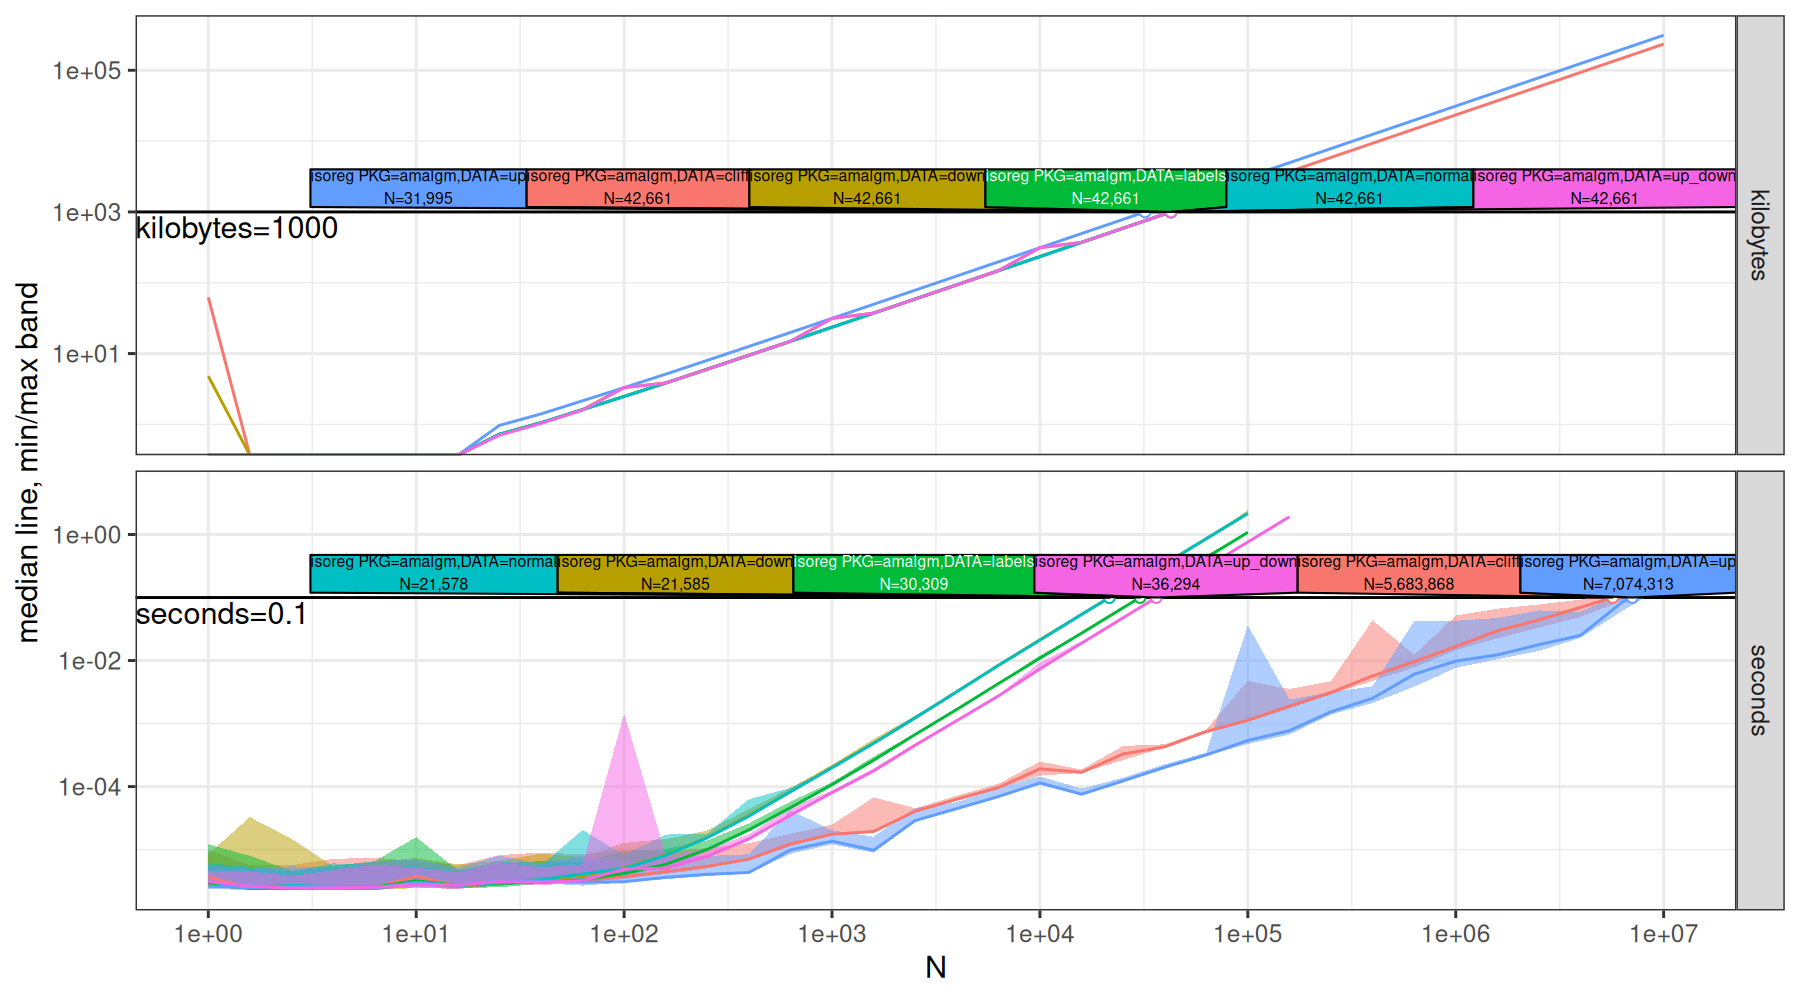 median line, min/max band
1e+05
1e+03
1e+01
isoreg PKG=amalgm,DATA=up
N=31,995
isoreg PKG=amalgm,DATA=cliff
N=42,661
isoreg PKG=amalgm,DATA=down
N=42,661
isoreg PKG=amalgm,DATA=labels
N=42,661
isoreg PKG=amalgm,DATA=normal
N=42,661
isoreg PKG=amalgm,DATA=up_down
N=42,661
kilobytes=1000
kilobytes
1e+00
1e-02
1e-04
isoreg PKG=amalgm,DATA=normal
N=21,578
isoreg PKG=amalgm,DATA=down
N=21,585
isoreg PKG=amalgm,DATA=labels
N=30,309
isoreg PKG=amalgm,DATA=up_down
N=36,294
isoreg PKG=amalgm,DATA=cliff
N=5,683,868
isoreg PKG=amalgm,DATA=up
N=7,074,313
seconds=0.1
seconds
1e+00
1e+01
1e+02
1e+03
1e+04
1e+05
1e+06
1e+07
N